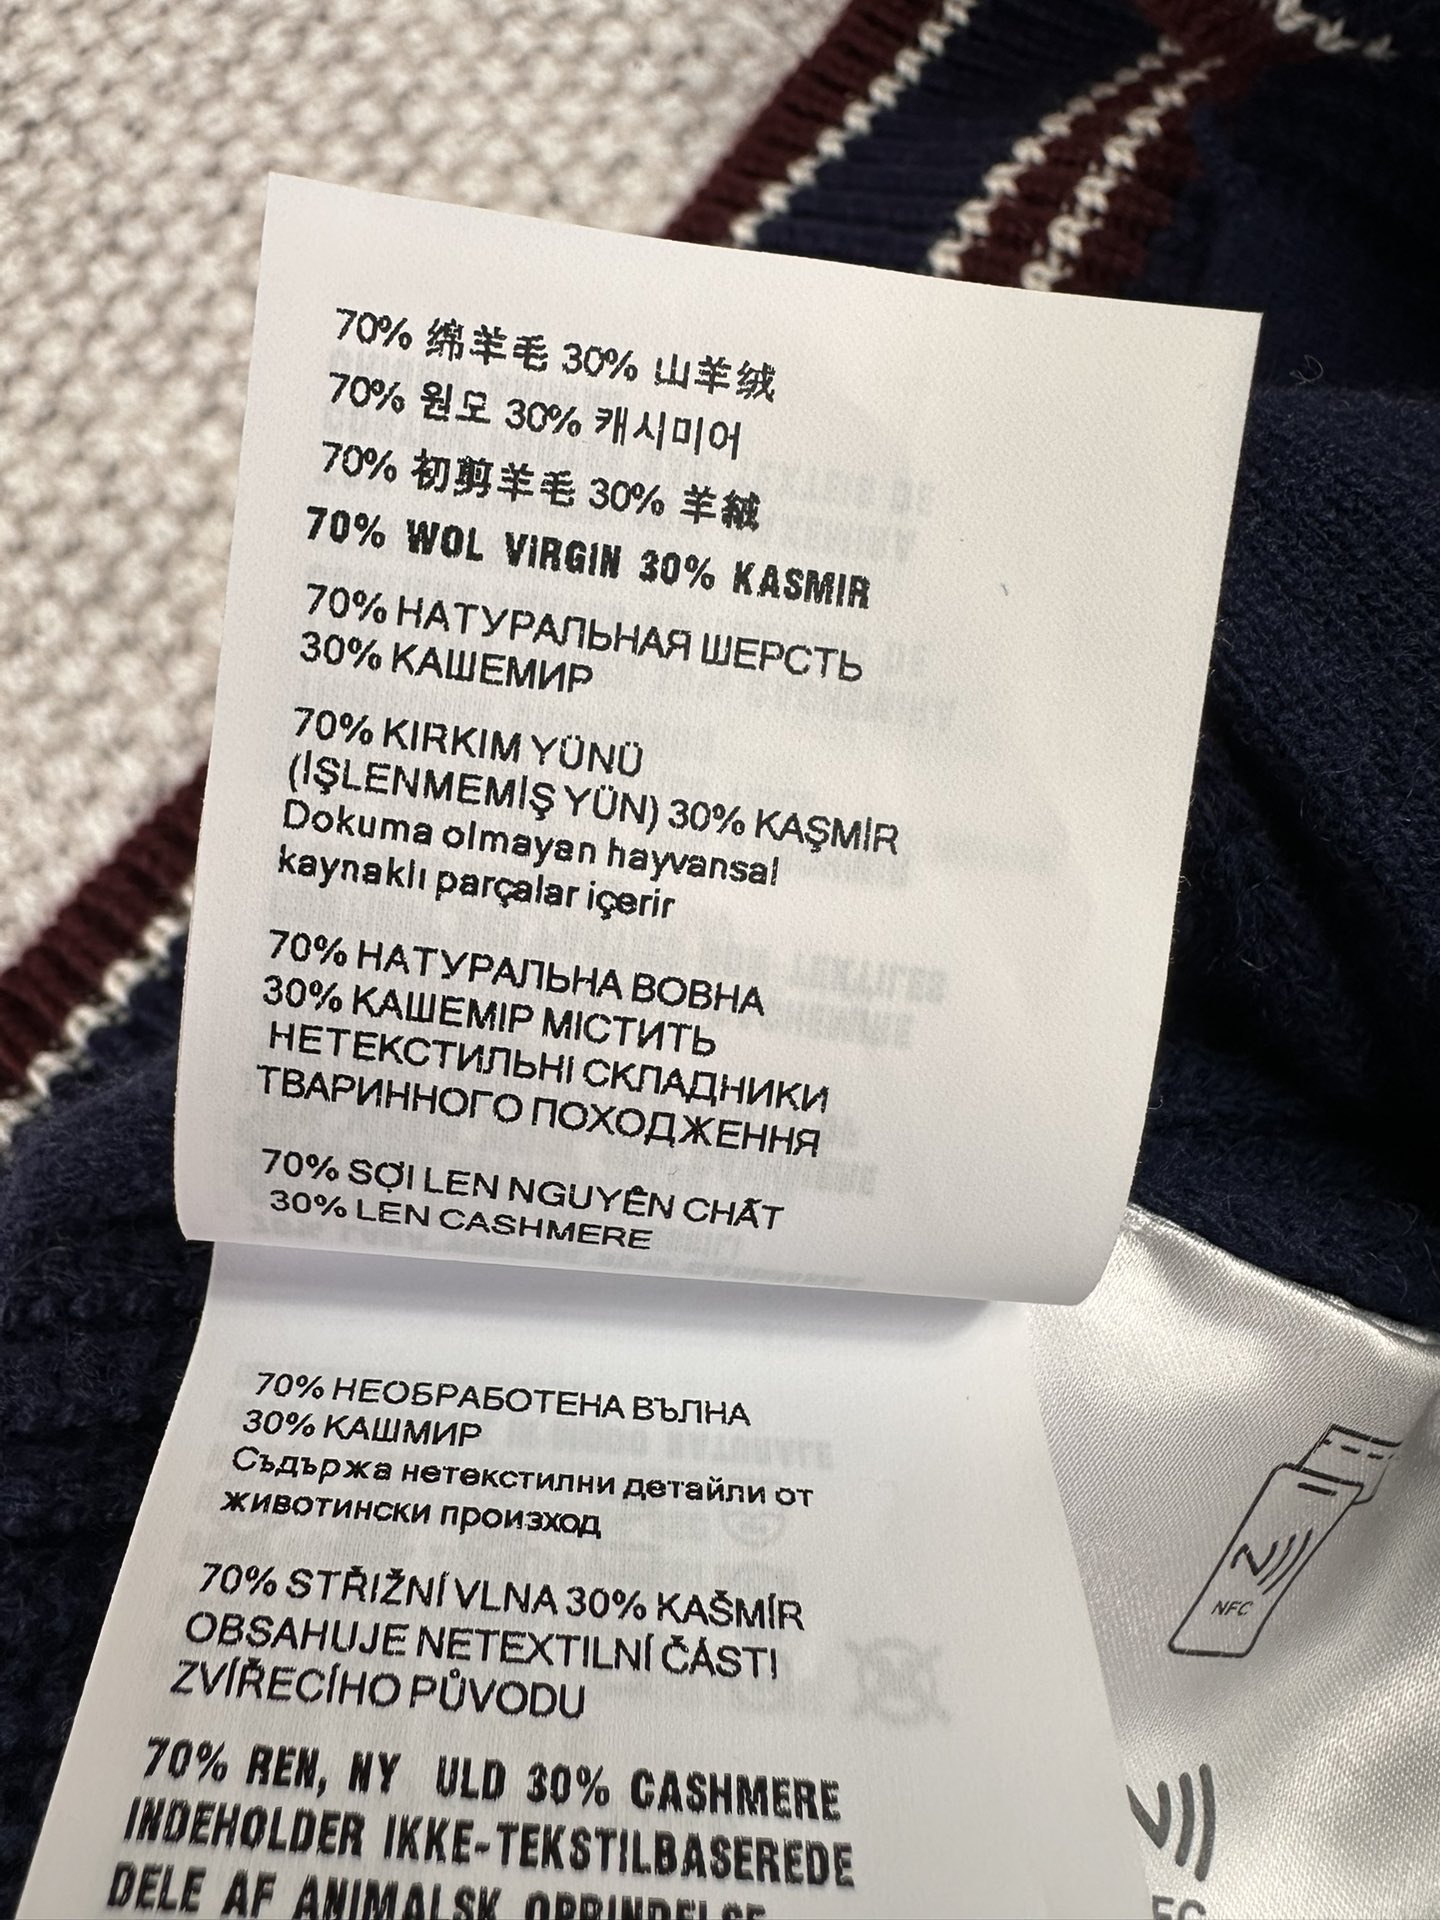 70% 绵羊毛 30% 山羊绒
70% 원모 30% 캐시미어
70% 初剪羊毛 30% 羊絨
70% WOL VIRGIN 30% KASMIR
70% НАТУРАЛЬНАЯ ШЕРСТЬ
30% КАШЕМИР
70% KIRKIM YÜNÜ
(İŞLENMEMİŞ YÜN) 30% KAŞMİR
Dokuma olmayan hayvansal
kaynaklı parçalar içerir
70% НАТУРАЛЬНА ВОВНА
30% КАШЕМІР МІСТИТЬ
НЕТЕКСТИЛЬНІ СКЛАДНИКИ
ТВАРИННОГО ПОХОДЖЕННЯ
70% SỢI LEN NGUYÊN CHẤT
30% LEN CASHMERE
70% НЕОБРАБОТЕНА ВЪЛНА
30% КАШМИР
Съдържа нетекстилни детайли от
животински произход
70% STŘIŽNÍ VLNA 30% KAŠMÍR
OBSAHUJE NETEXTILNÍ ČÁSTI
ZVÍŘECÍHO PŮVODU
70% REN, NY ULD 30% CASHMERE
INDEHOLDER IKKE-TEKSTILBASEREDE
DELE AF ANIMALSK OPRINDELSE
NFC